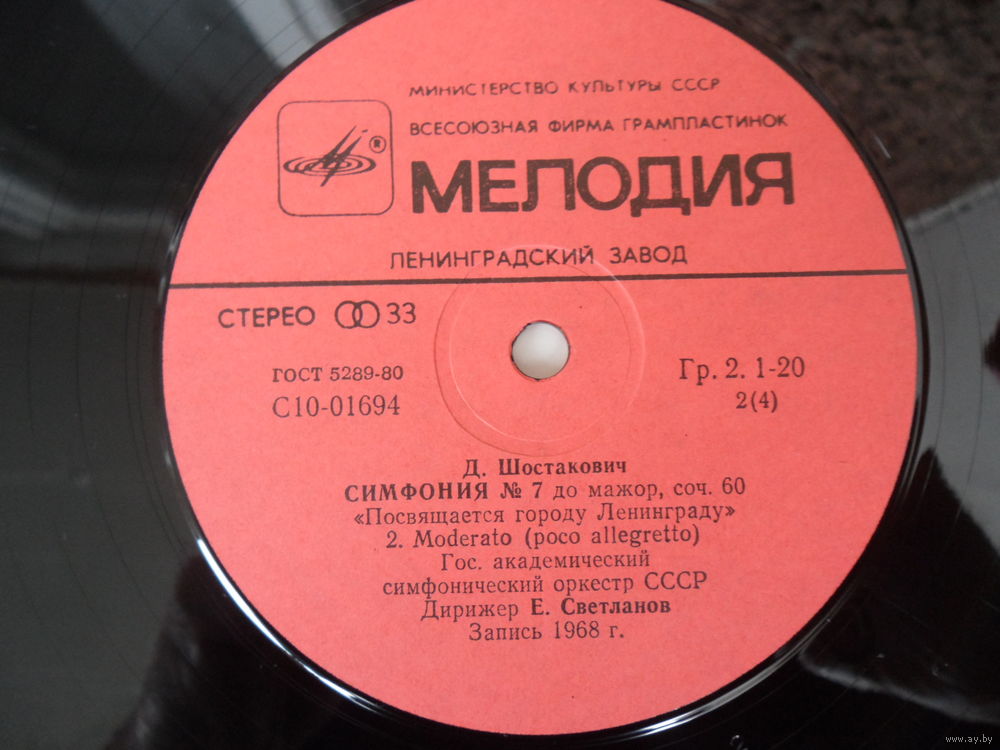 МИНИСТЕРСТВО КУЛЬТУРЫ СССР
ВСЕСОЮЗНАЯ ФИРМА ГРАМПЛАСТИНОК
®
МЕЛОДИЯ
ЛЕНИНГРАДСКИЙ ЗАВОД
СТЕРЕО 33
ГОСТ 5289-80
С10-01694
Гр. 2. 1-20
2(4)
Д. Шостакович
СИМФОНИЯ № 7 до мажор, соч. 60
«Посвящается городу Ленинграду»
2. Moderato (poco allegretto)
Гос. академический
симфонический оркестр СССР
Дирижер Е. Светланов
Запись 1968 г.
www.ay.by